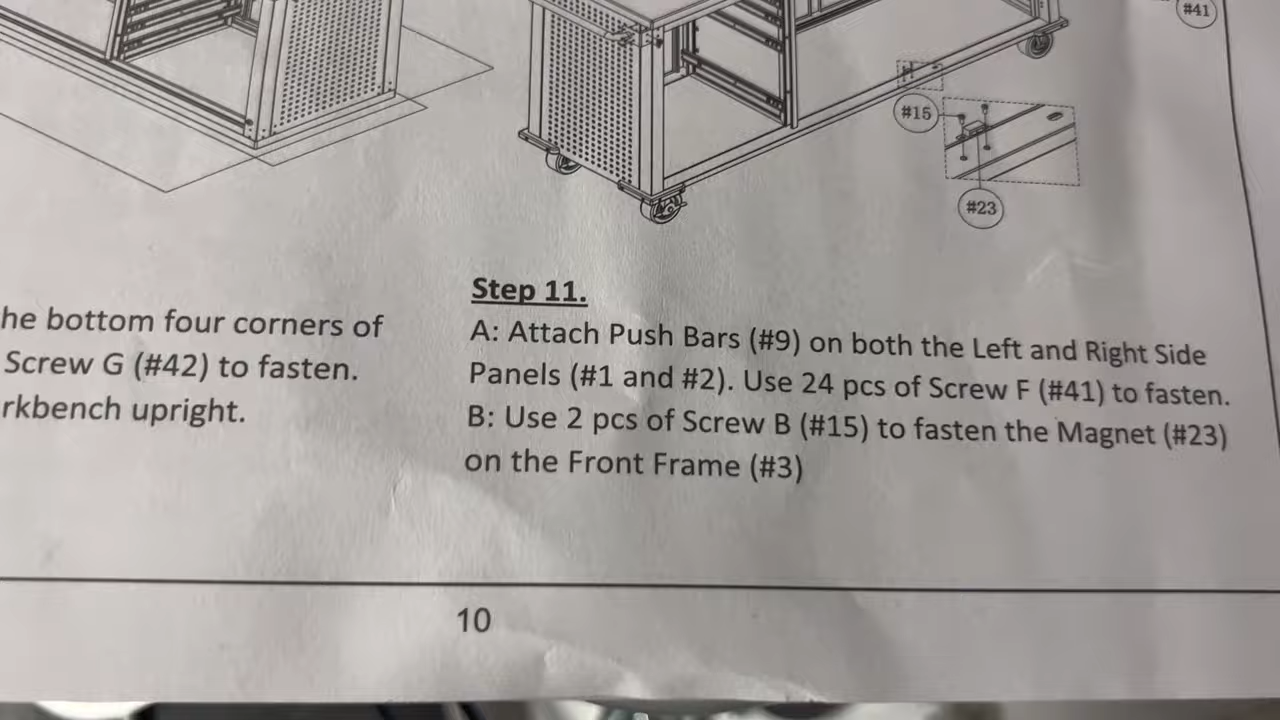 #41
#15
#23
he bottom four corners of
Screw G (#42) to fasten.
rkbench upright.
Step 11.
A: Attach Push Bars (#9) on both the Left and Right Side
Panels (#1 and #2). Use 24 pcs of Screw F (#41) to fasten.
B: Use 2 pcs of Screw B (#15) to fasten the Magnet (#23)
on the Front Frame (#3)
10